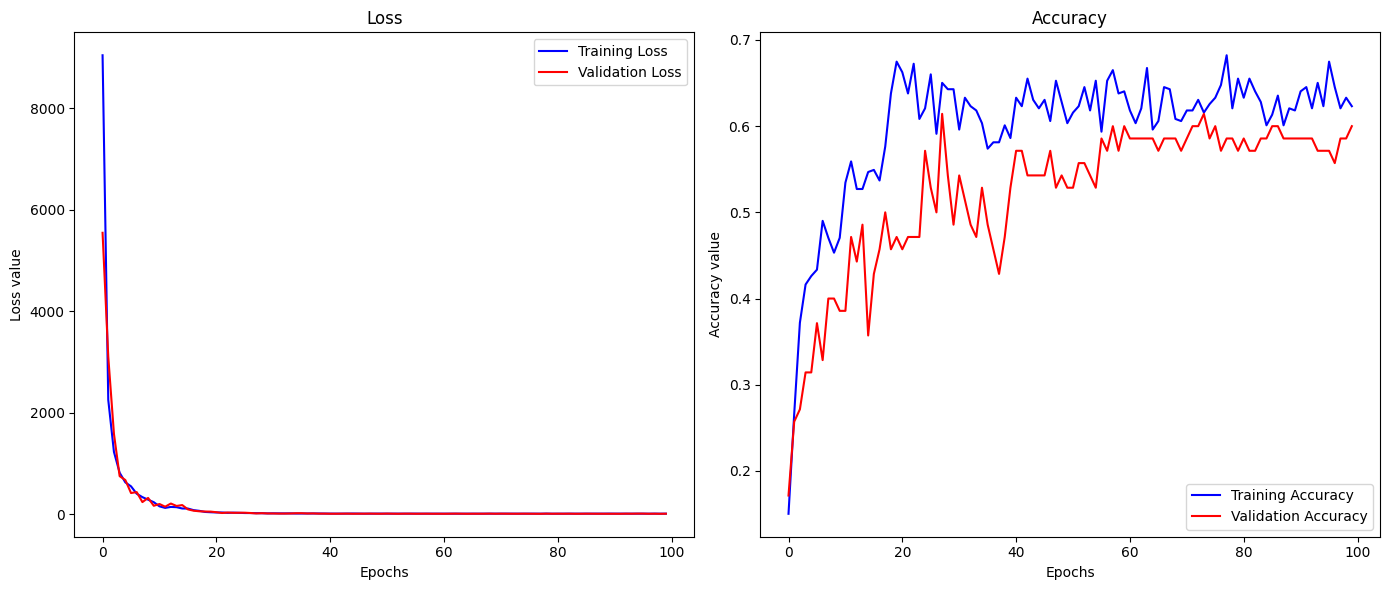 Loss
Training Loss
Validation Loss
8000
6000
4000
2000
0
Loss value
0 20 40 60 80 100
Epochs
Accuracy
0.7
0.6
0.5
0.4
0.3
0.2
Accuracy value
Training Accuracy
Validation Accuracy
0 20 40 60 80 100
Epochs